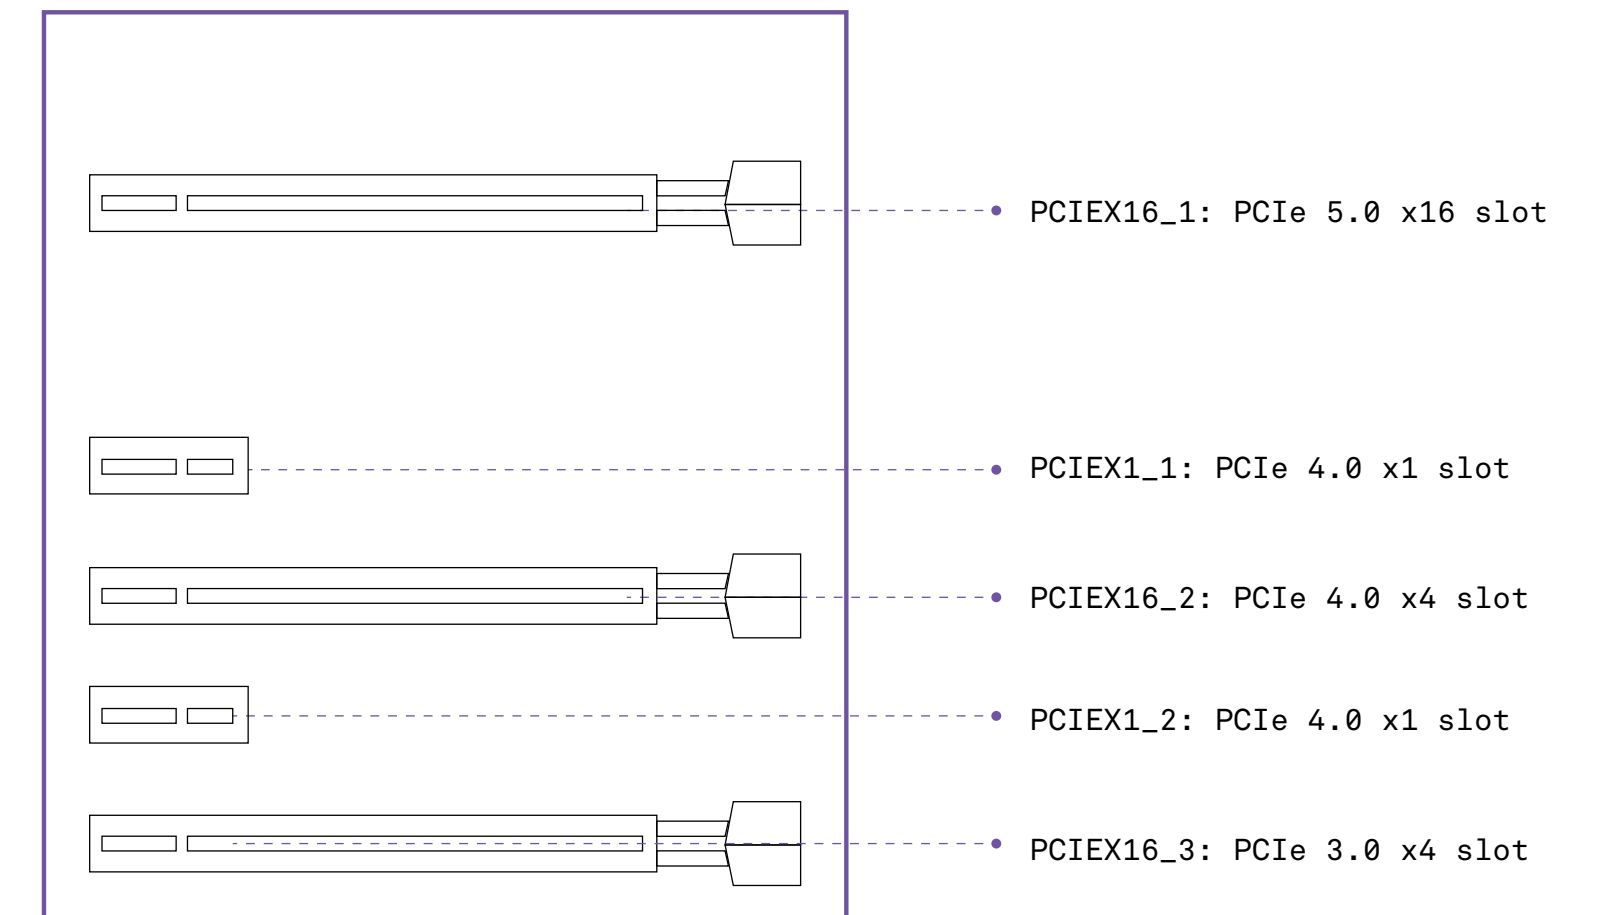 PCIEX16_1: PCIe 5.0 x16 slot
PCIEX1_1: PCIe 4.0 x1 slot
PCIEX16_2: PCIe 4.0 x4 slot
PCIEX1_2: PCIe 4.0 x1 slot
PCIEX16_3: PCIe 3.0 x4 slot